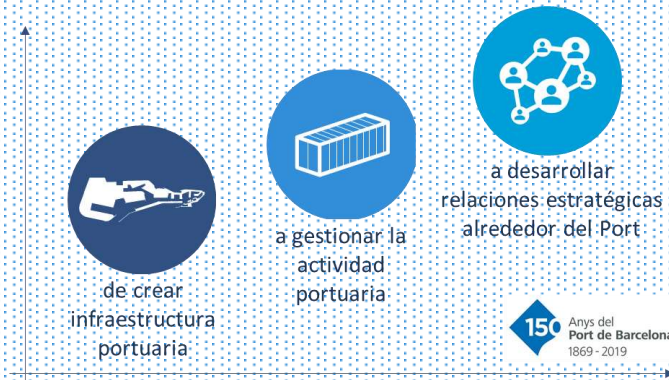 de crear
infraestructura
portuaria
a gestionar la
actividad
portuaria
a desarrollar
relaciones estratégicas
alrededor del Port
150
Anys del
Port de Barcelona
1869 - 2019